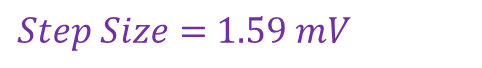 Step Size = 1.59 mV